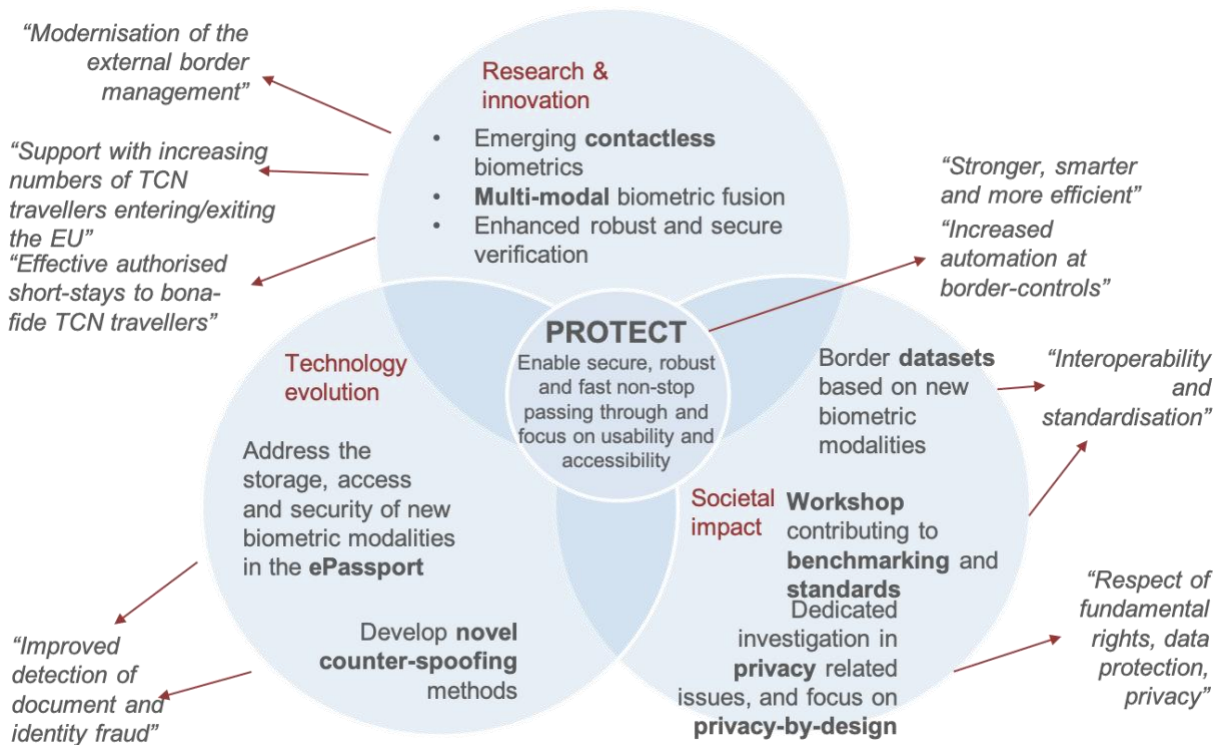 “Modernisation of the
external border
management”
“Support with increasing
numbers of TCN
travellers entering/exiting
the EU”
“Effective authorised
short-stays to bona-
fide TCN travellers”
Research &
innovation
• Emerging contactless
biometrics
• Multi-modal biometric fusion
• Enhanced robust and secure
verification
“Stronger, smarter
and more efficient”
“Increased
automation at
border-controls”
PROTECT
Enable secure, robust
and fast non-stop
passing through and
focus on usability and
accessibility
Technology
evolution
Address the
storage, access
and security of new
biometric modalities
in the ePassport
Develop novel
counter-spoofing
methods
“Improved
detection of
document and
identity fraud”
Border datasets
based on new
biometric
modalities
“Interoperability
and
standardisation”
Societal
impact
Workshop
contributing to
benchmarking and
standards
Dedicated
investigation in
privacy related
issues, and focus on
privacy-by-design
“Respect of
fundamental
rights, data
protection,
privacy”